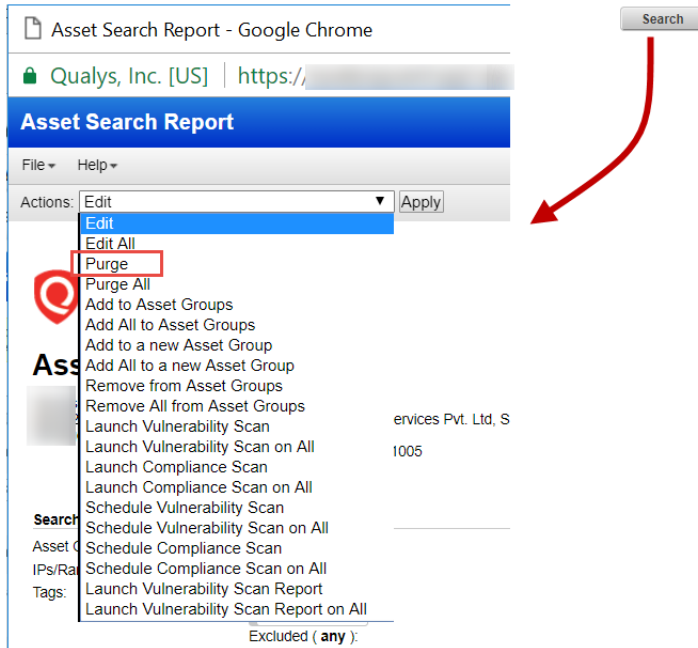 Asset Search Report - Google Chrome
Search
Qualys, Inc. [US] | https://
Asset Search Report
File Help
Actions: Edit Apply
Edit
Edit All
Purge
Purge All
Add to Asset Groups
Add All to Asset Groups
Add to a new Asset Group
Add All to a new Asset Group
Remove from Asset Groups
Remove All from Asset Groups
ervices Pvt. Ltd, S
Launch Vulnerability Scan
Launch Vulnerability Scan on All
1005
Launch Compliance Scan
Launch Compliance Scan on All
Schedule Vulnerability Scan
Search
Schedule Vulnerability Scan on All
Asset
Schedule Compliance Scan
IPs/Ra
Schedule Compliance Scan on All
Tags:
Launch Vulnerability Scan Report
Launch Vulnerability Scan Report on All
Excluded ( any ):